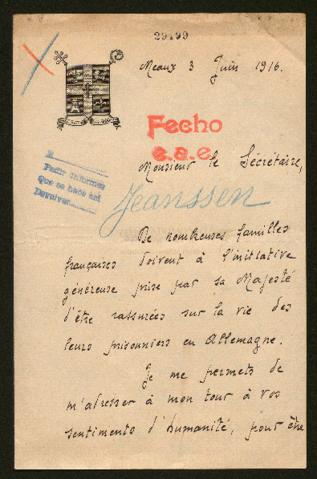 29199
Meaux 3 Juin 1916.
Fecho
e.a.e.
Monsieur le Secrétaire,
Pedir informes
Que se hace así
Devolver
Jeanssen
De nombreuses familles
françaises doivent à l'initiative
généreuse prise par sa Majesté
d'être rassurées sur la vie des
leurs prisonniers en Allemagne.
Je me permets de
m'adresser à mon tour à vos
sentiments d'humanité, pour être